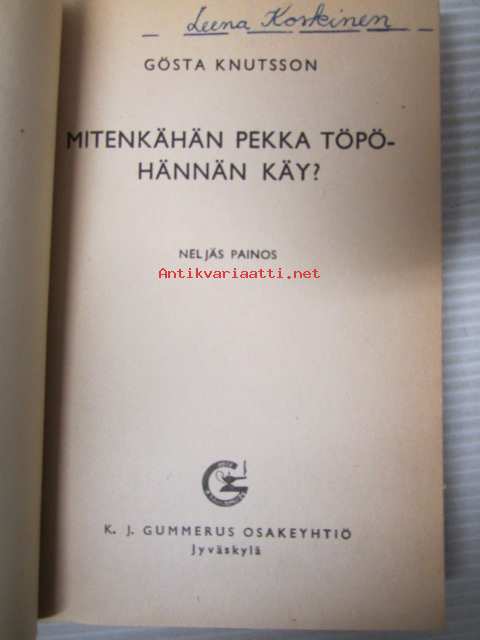 Leena Koskinen
GÖSTA KNUTSSON
MITENKÄHÄN PEKKA TÖPÖ-
HÄNNÄN KÄY?
NELJÄS PAINOS
Antikvariaatti.net
K. J. GUMMERUS OSAKEYHTIÖ
Jyväskylä